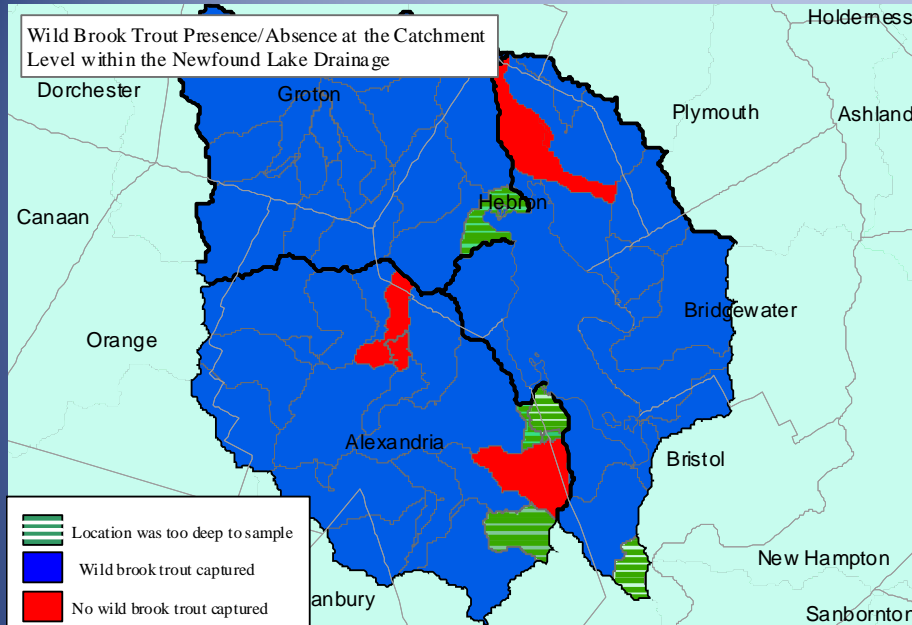 Wild Brook Trout Presence/Absence at the Catchment
Level within the Newfound Lake Drainage
Holderness
Dorchester
Groton
Plymouth
Ashland
Canaan
Hebron
Orange
Bridgewater
Alexandria
Bristol
Location was too deep to sample
Wild brook trout captured
No wild brook trout captured
New Hampton
anbury
Sanbornton